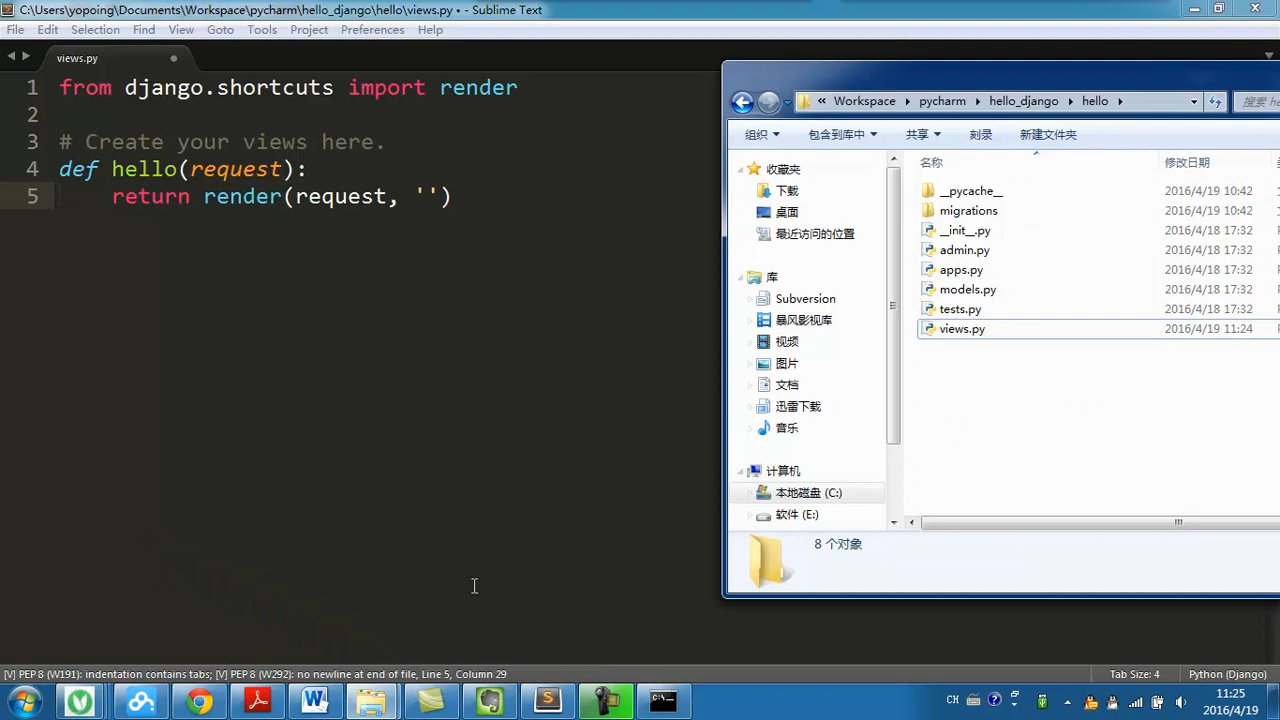 C:\Users\yopoing\Documents\Workspace\pycharm\hello_django\hello\views.py • - Sublime Text
File Edit Selection Find View Goto Tools Project Preferences Help
views.py
1 from django.shortcuts import render
2
3 # Create your views here.
4 def hello(request):
5 return render(request, '')
« Workspace pycharm hello_django hello
搜索
组织 包含到库中 共享 刻录 新建文件夹
名称 修改日期
收藏夹
下载
桌面
最近访问的位置
库
Subversion
暴风影视库
视频
图片
文档
迅雷下载
音乐
计算机
本地磁盘 (C:)
软件 (E:)
__pycache__ 2016/4/19 10:42
migrations 2016/4/19 10:42
__init__.py 2016/4/18 17:32
admin.py 2016/4/18 17:32
apps.py 2016/4/18 17:32
models.py 2016/4/18 17:32
tests.py 2016/4/18 17:32
views.py 2016/4/19 11:24
8 个对象
[V] PEP 8 (W191): indentation contains tabs; [V] PEP 8 (W292): no newline at end of file, Line 5, Column 29
Tab Size: 4 Python (Django)
CH
11:25
2016/4/19